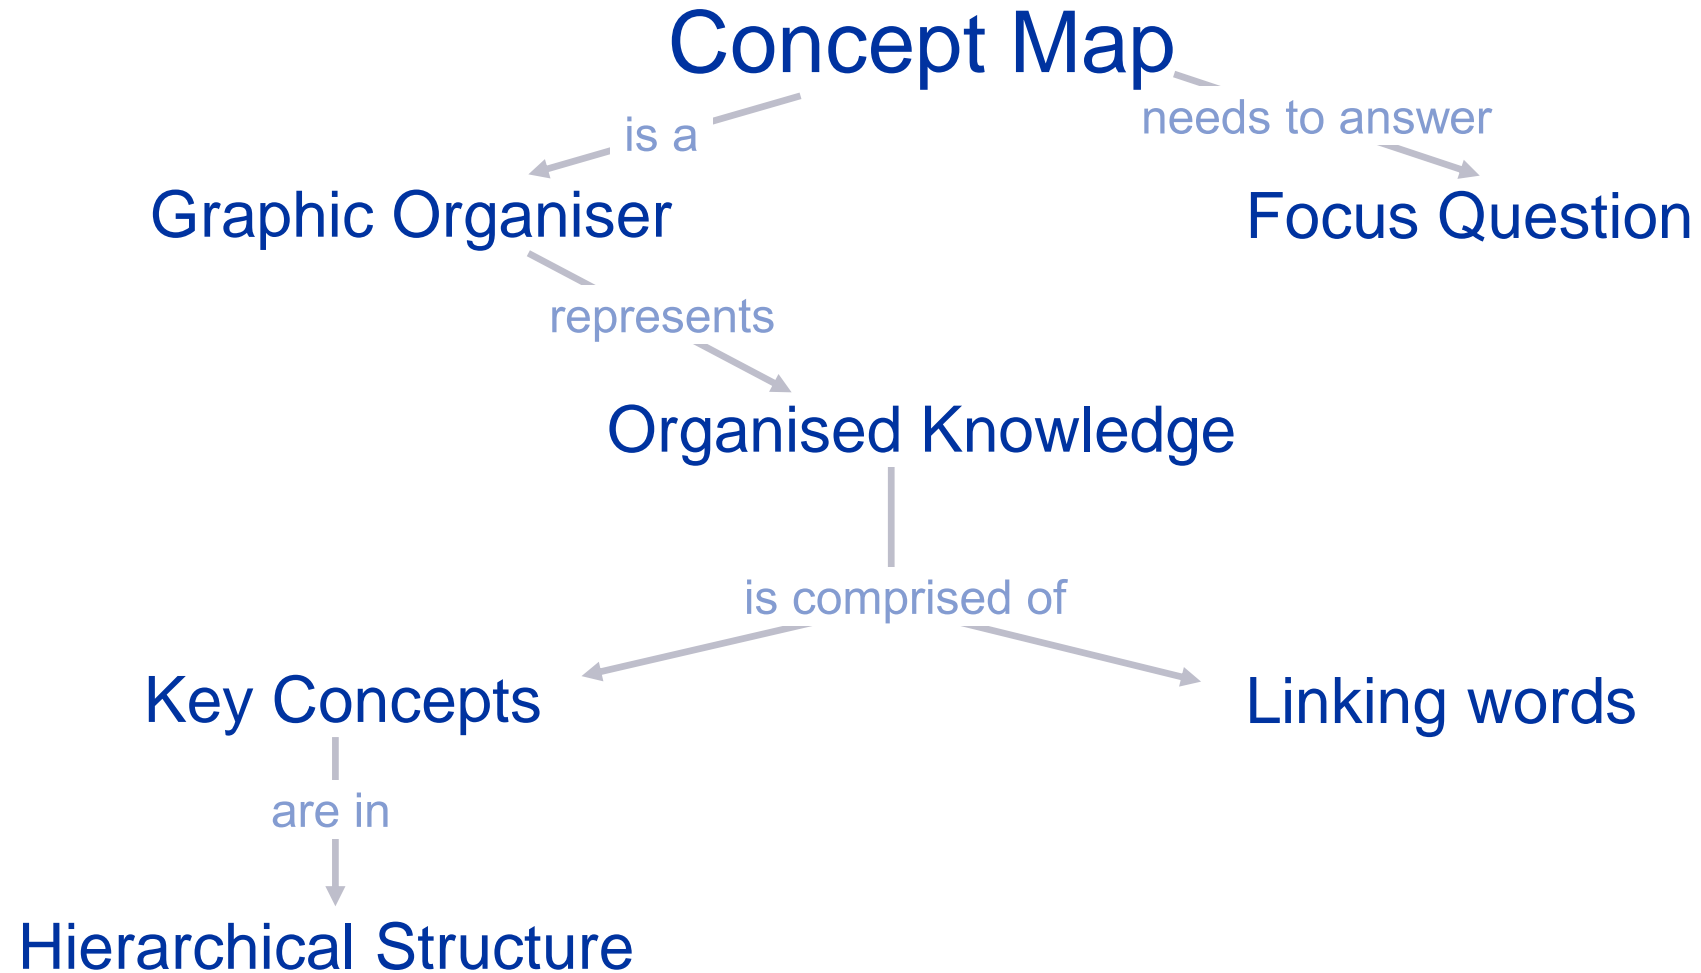 Concept Map
needs to answer
is a
Graphic Organiser
Focus Question
represents
Organised Knowledge
is comprised of
Key Concepts
Linking words
are in
Hierarchical Structure